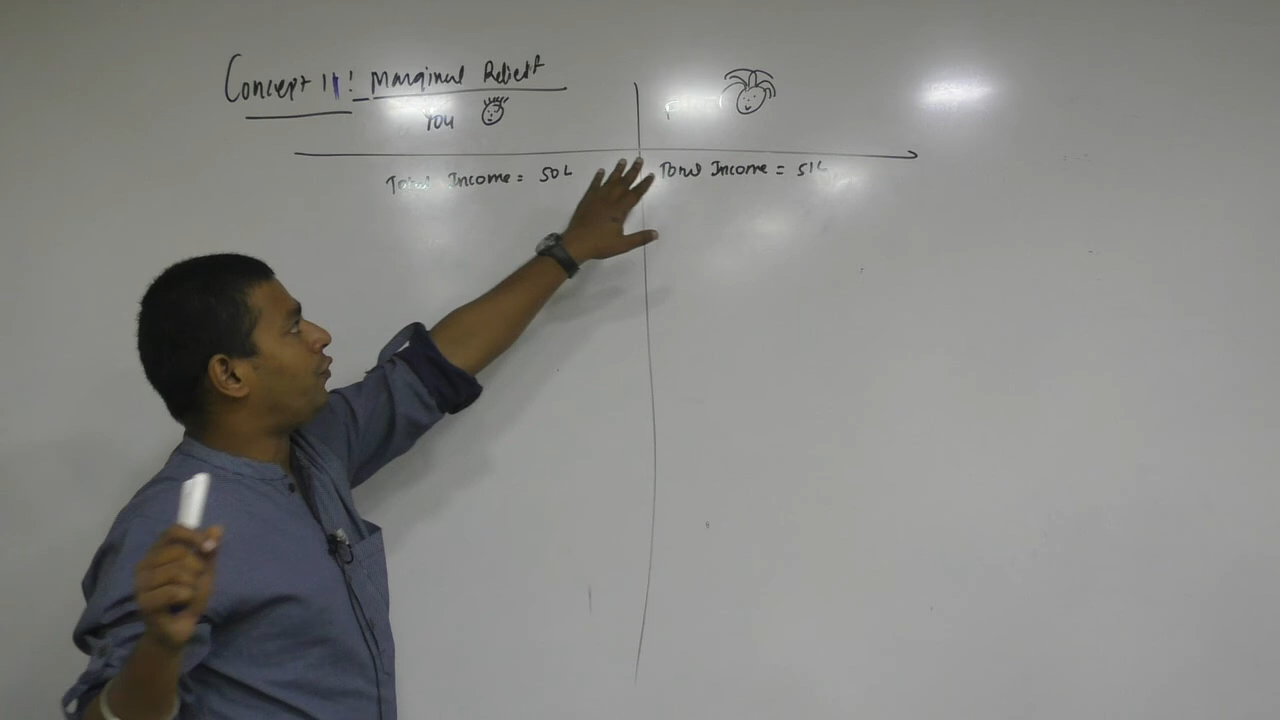 Concept 11: Marginal Relief
You
Total Income = 50L
Total Income = 51L